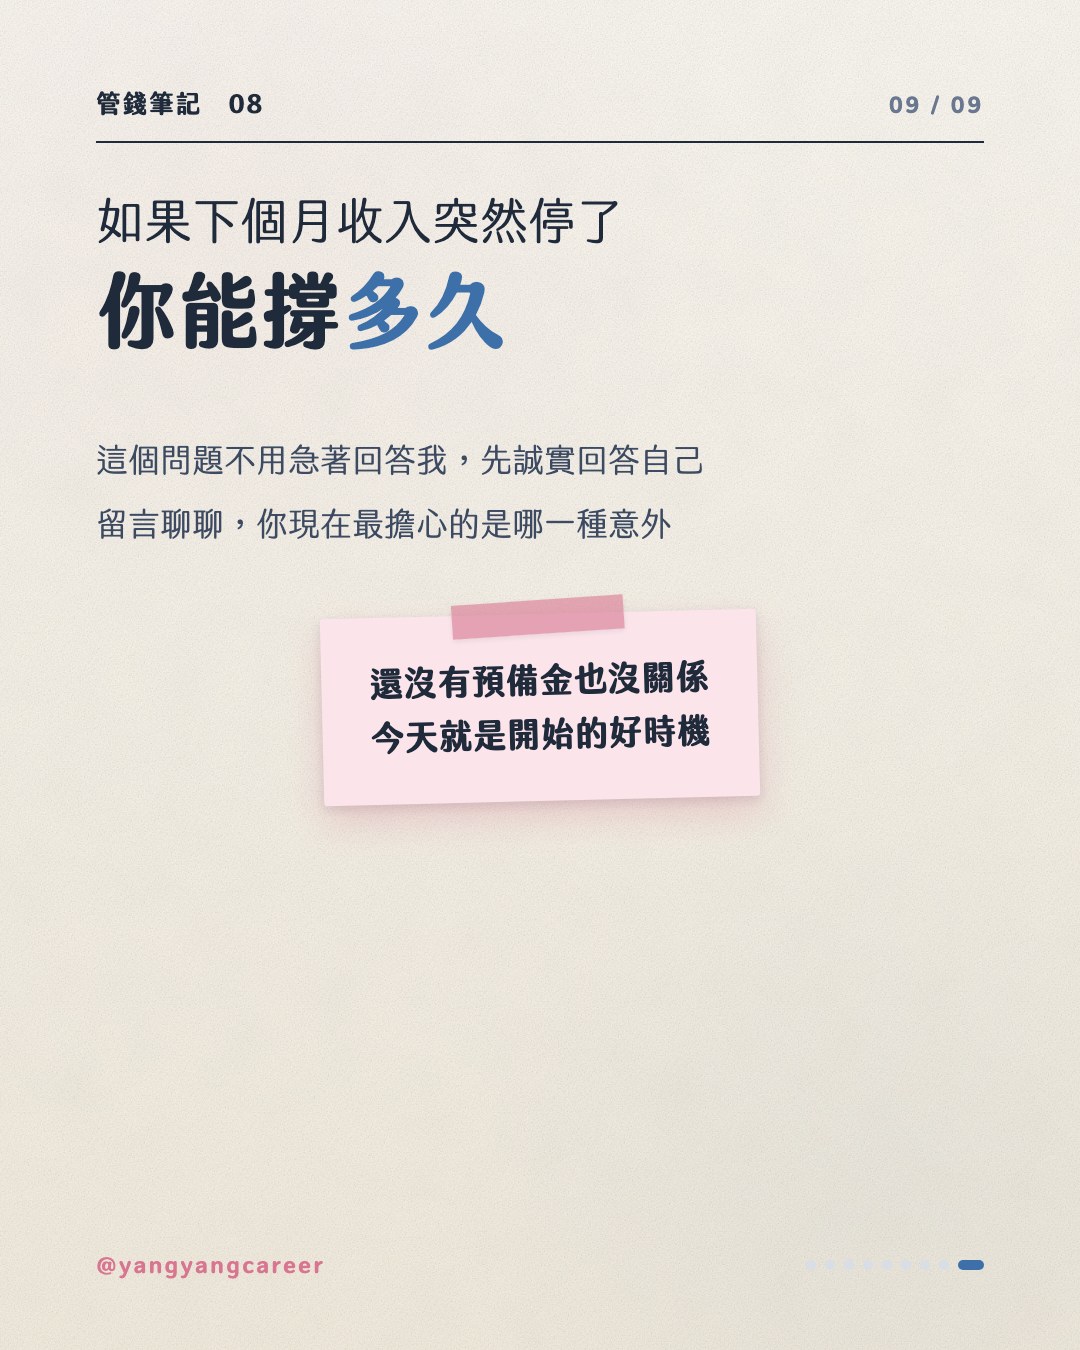 管錢筆記 08
09 / 09
如果下個月收入突然停了
你能撐多久
這個問題不用急著回答我，先誠實回答自己
留言聊聊，你現在最擔心的是哪一種意外
還沒有預備金也沒關係
今天就是開始的好時機
@yangyangcareer